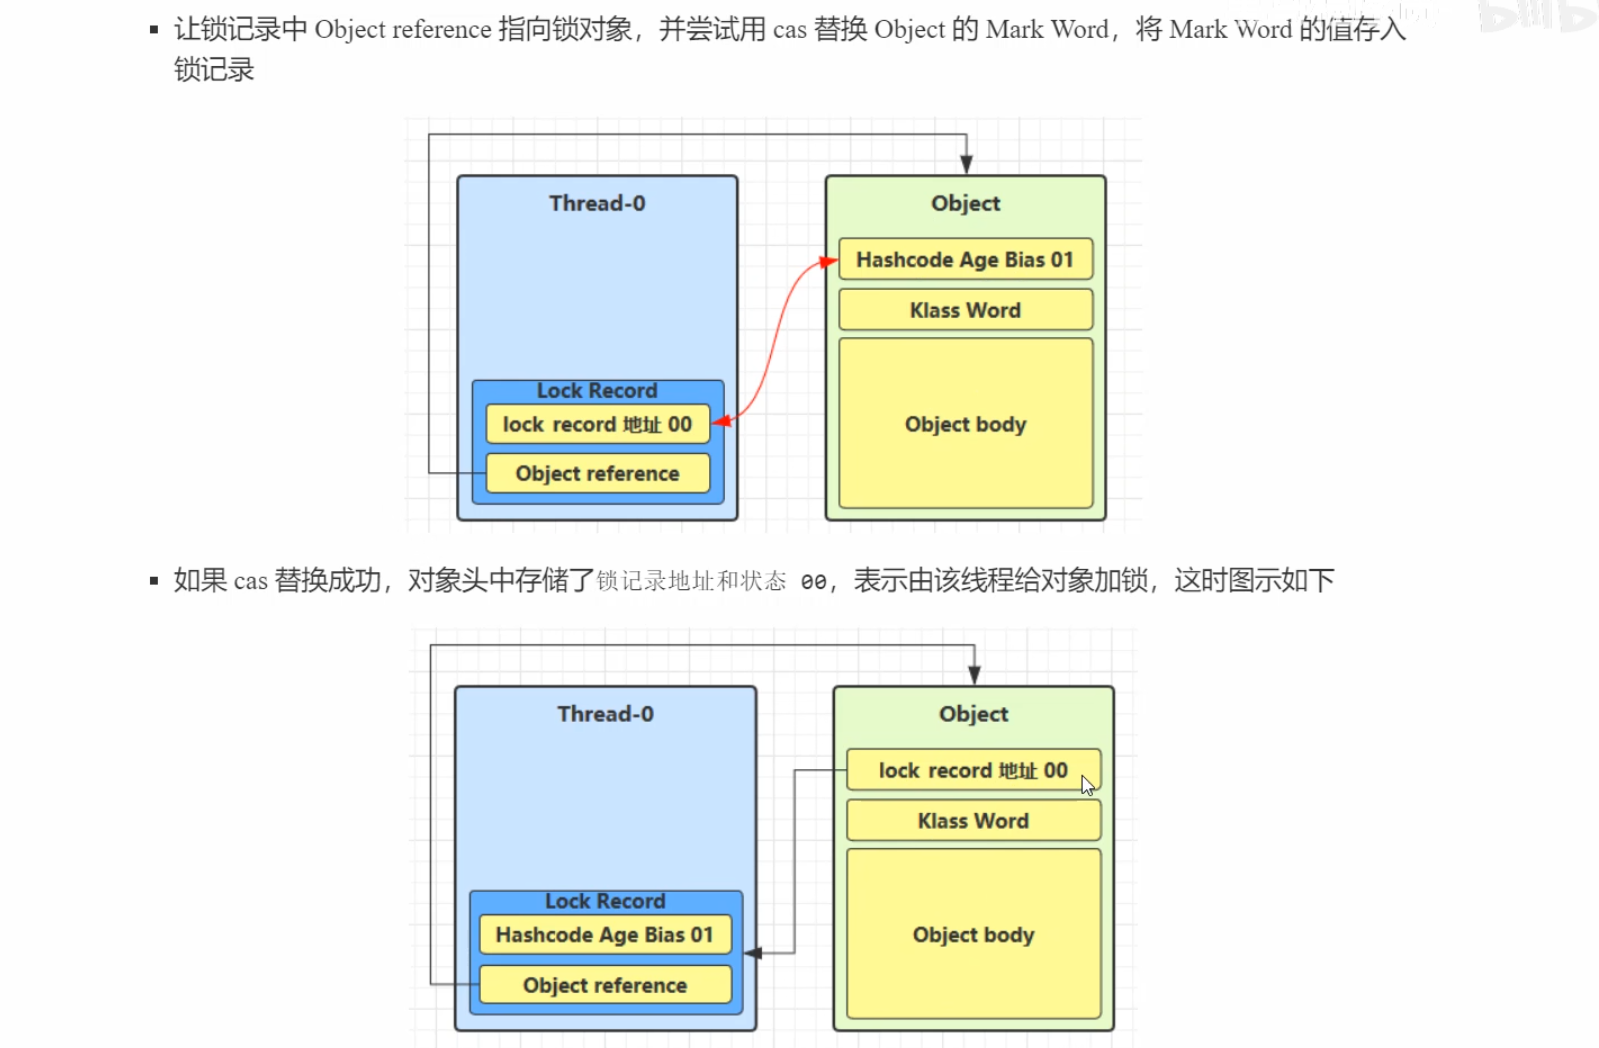 让锁记录中 Object reference 指向锁对象，并尝试用 cas 替换 Object 的 Mark Word，将 Mark Word 的值存入
锁记录
Thread-0
Object
Hashcode Age Bias 01
Klass Word
Lock Record
lock record 地址 00
Object body
Object reference
如果 cas 替换成功，对象头中存储了锁记录地址和状态 00，表示由该线程给对象加锁，这时图示如下
Thread-0
Object
lock record 地址 00
Klass Word
Lock Record
Hashcode Age Bias 01
Object body
Object reference